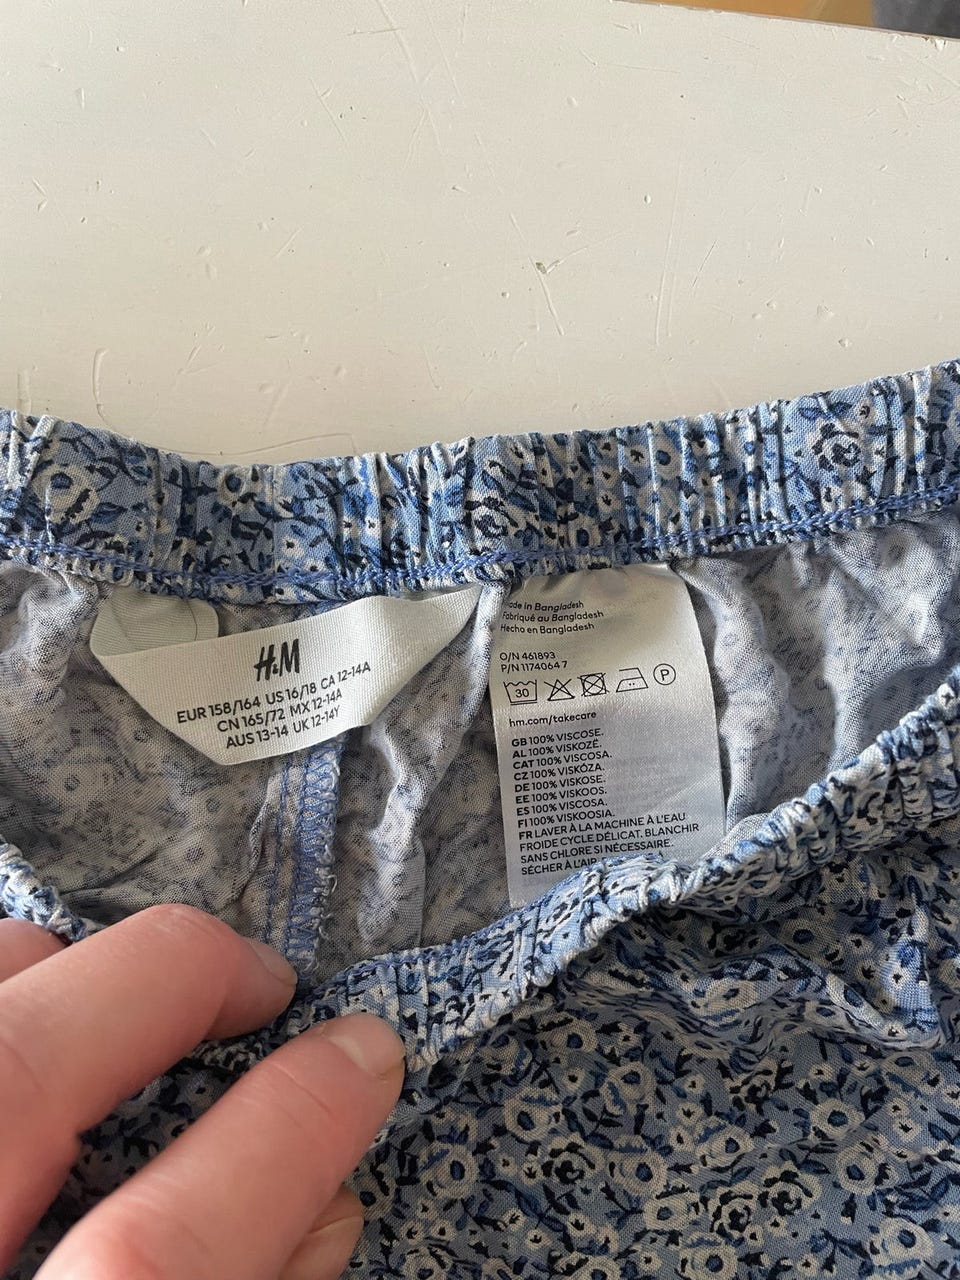 H&M
EUR 158/164 US 16/18 CA 12-14A
CN 165/72 MX 12-14A
AUS 13-14 UK 12-14Y
in Bangladesh
Fabriqué au Bangladesh
Hecho en Bangladesh
O/N 461893
P/N 1174064 7
30 P
hm.com/takecare
GB 100% VISCOSE.
AL 100% VISKOZË.
CAT 100% VISCOSA.
CZ 100% VISKÓZA.
DE 100% VISKOSE.
EE 100% VISKOOS.
ES 100% VISCOSA.
FI 100% VISKOOSIA.
FR LAVER À LA MACHINE À L'EAU
FROIDE CYCLE DÉLICAT. BLANCHIR
SANS CHLORE SI NÉCESSAIRE.
SÉCHER À L'AIR